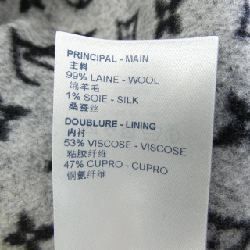 PRINCIPAL - MAIN
主料
99% LAINE - WOOL
绵羊毛
1% SOIE - SILK
桑蚕丝
DOUBLURE - LINING
内衬
53% VISCOSE - VISCOSE
粘胶纤维
47% CUPRO - CUPRO
铜氨纤维